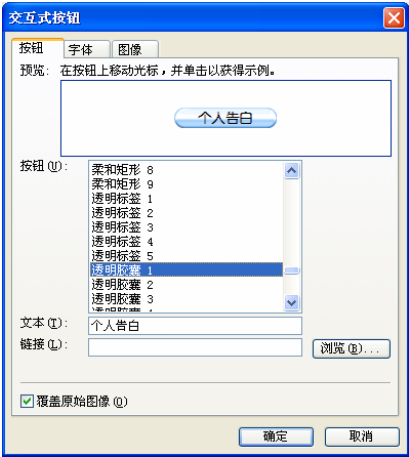 交互式按钮
按钮 字体 图像
预览: 在按钮上移动光标，并单击以获得示例。
个人告白
按钮(U):
柔和矩形 8
柔和矩形 9
透明标签 1
透明标签 2
透明标签 3
透明标签 4
透明标签 5
透明胶囊 1
透明胶囊 2
透明胶囊 3
文本(T): 个人告白
链接(L): 浏览(B)...
覆盖原始图像(O)
确定 取消